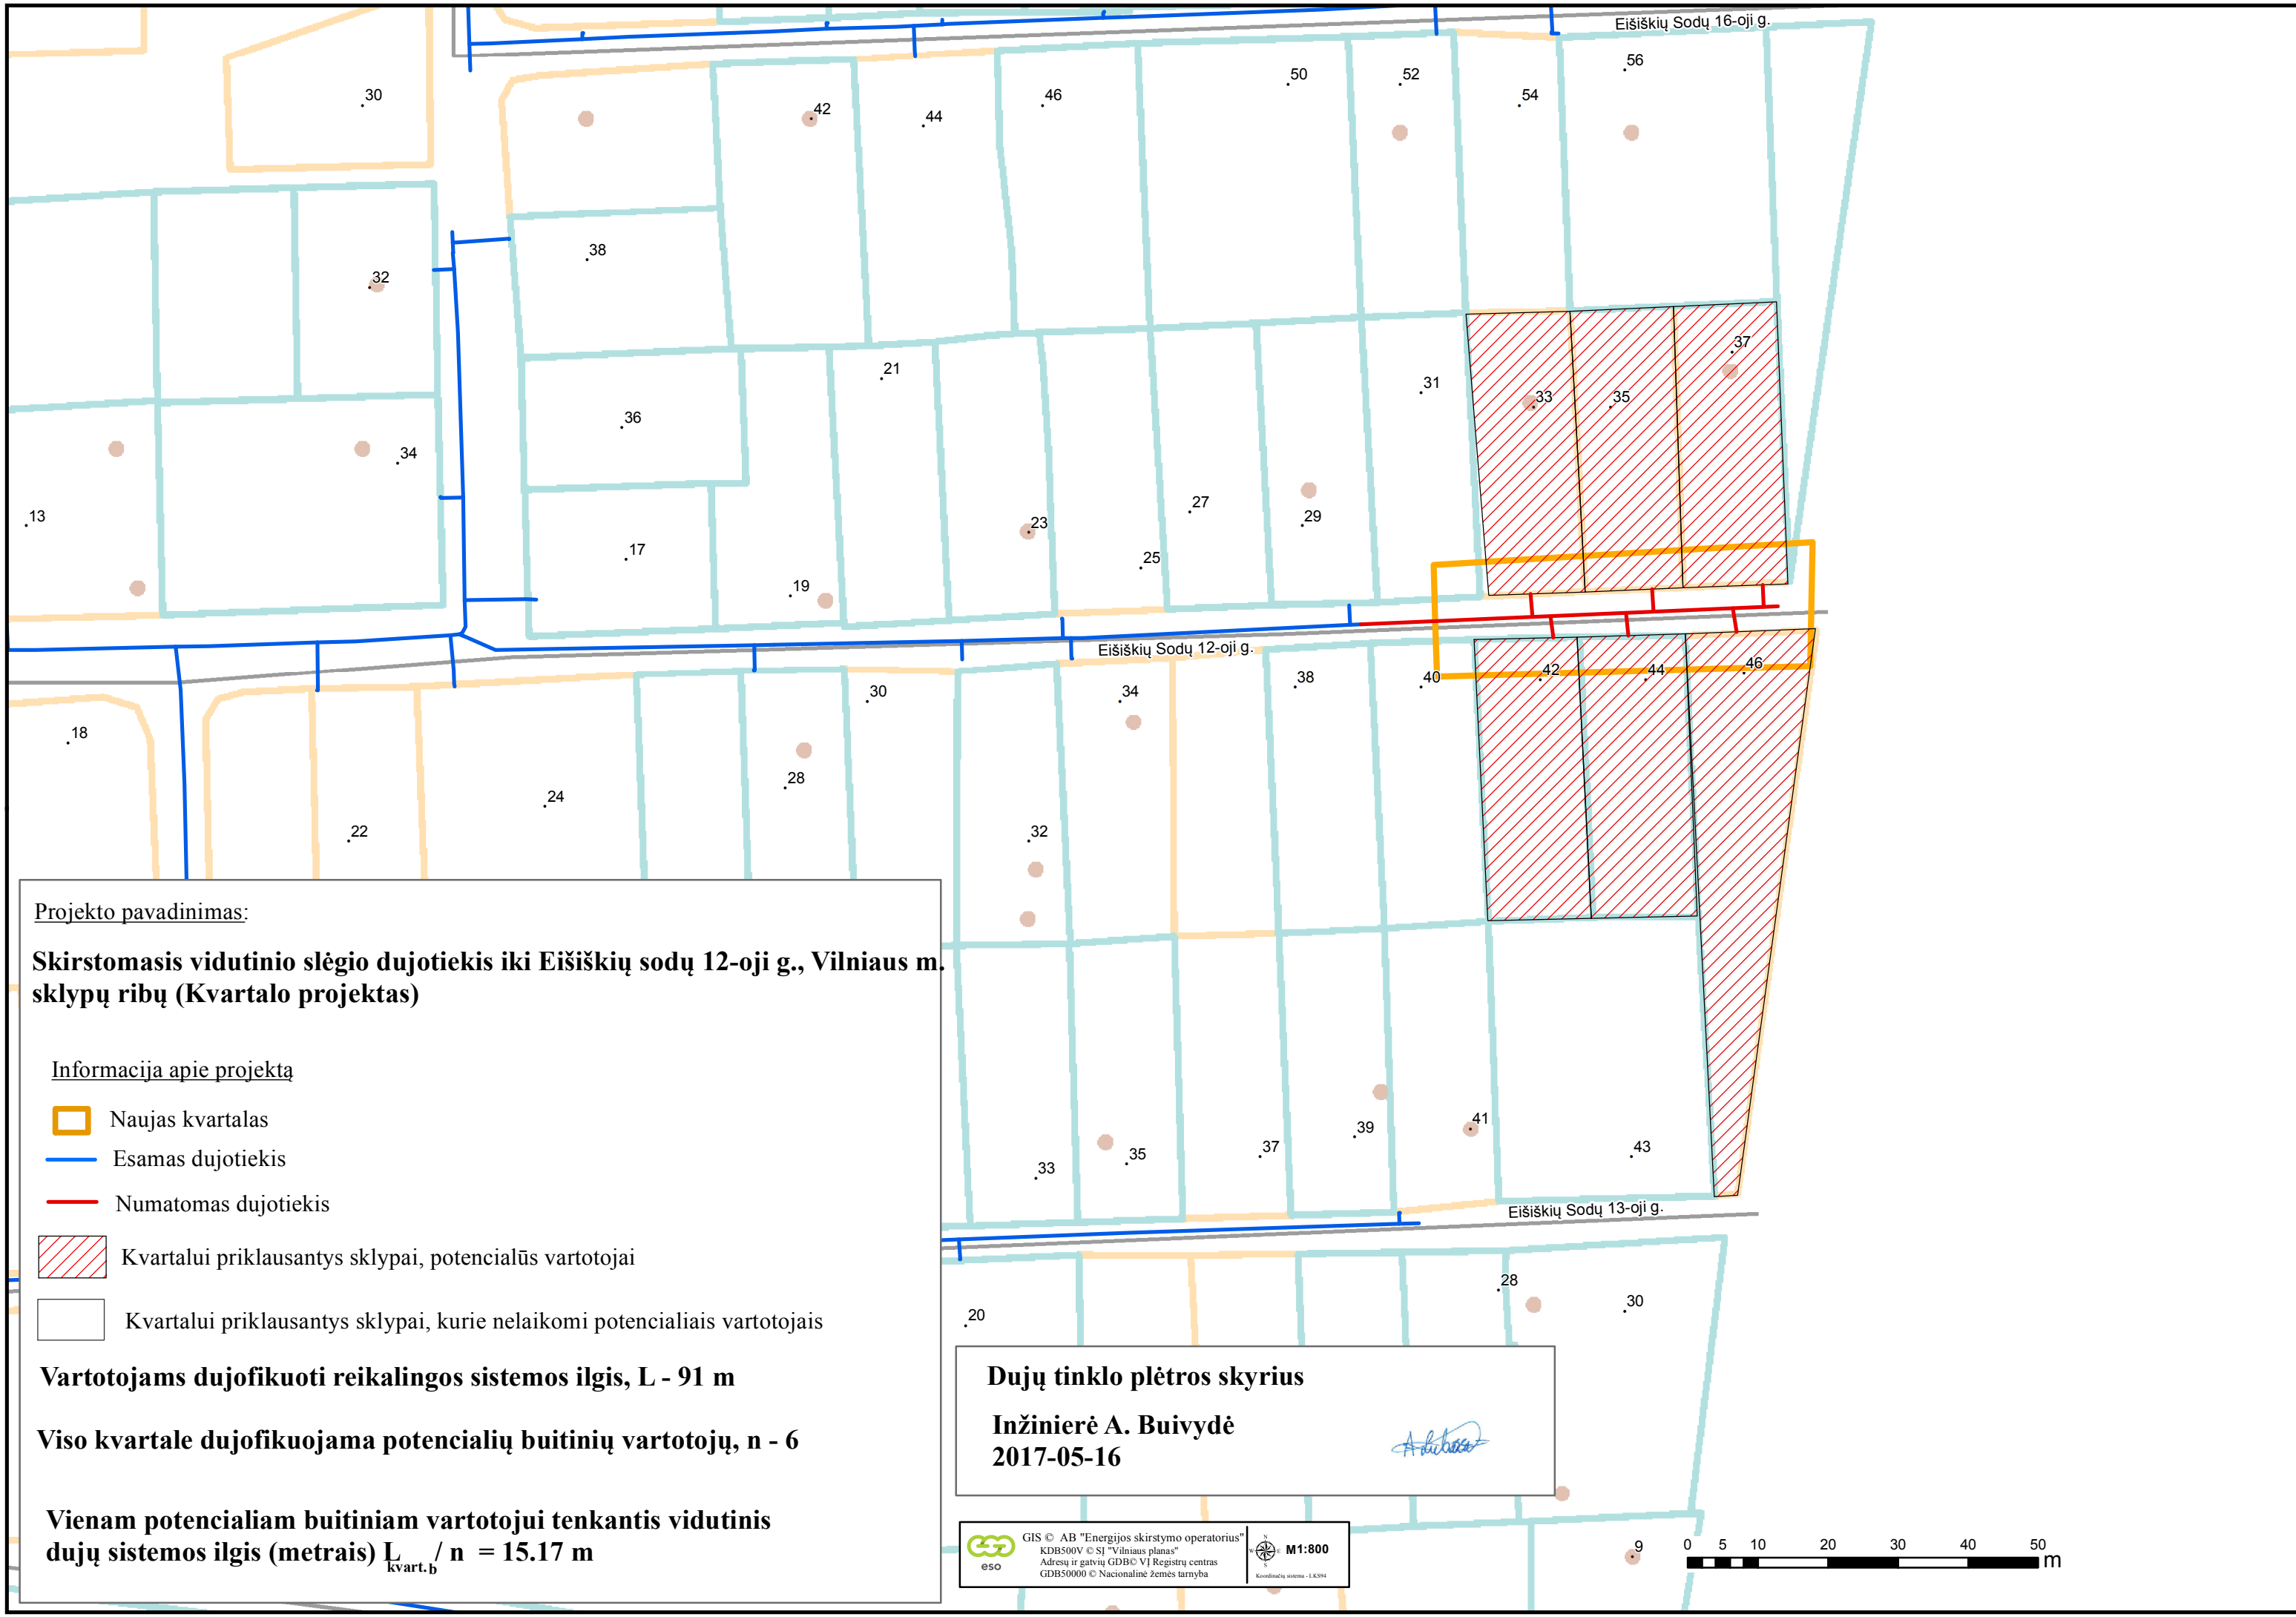 Eišiškių Sodų 16-oji g.
56
50
52
54
30
46
42
44
38
32
37
21
31
33
35
36
34
13
27
23
29
17
25
19
Eišiškių Sodų 12-oji g.
42
44
46
38
40
30
34
18
28
24
22
32
41
39
43
37
35
33
Eišiškių Sodų 13-oji g.
28
30
20
9
Projekto pavadinimas:
Skirstomasis vidutinio slėgio dujotiekis iki Eišiškių sodų 12-oji g., Vilniaus m.
sklypų ribų (Kvartalo projektas)
Informacija apie projektą
Naujas kvartalas
Esamas dujotiekis
Numatomas dujotiekis
Kvartalui priklausantys sklypai, potencialūs vartotojai
Kvartalui priklausantys sklypai, kurie nelaikomi potencialiais vartotojais
Vartotojams dujofikuoti reikalingos sistemos ilgis, L - 91 m
Viso kvartale dujofikuojama potencialių buitinių vartotojų, n - 6
Vienam potencialiam buitiniam vartotojui tenkantis vidutinis
dujų sistemos ilgis (metrais) L kvart.b / n = 15.17 m
Dujų tinklo plėtros skyrius
Inžinierė A. Buivydė
2017-05-16
eso
GIS © AB "Energijos skirstymo operatorius"
KDB500V © SĮ "Vilniaus planas"
Adresų ir gatvių GDB© VĮ Registrų centras
GDB50000 © Nacionalinė žemės tarnyba
N
W E
S
M1:800
Koordinačių sistema - LKS94
0 5 10 20 30 40 50
m